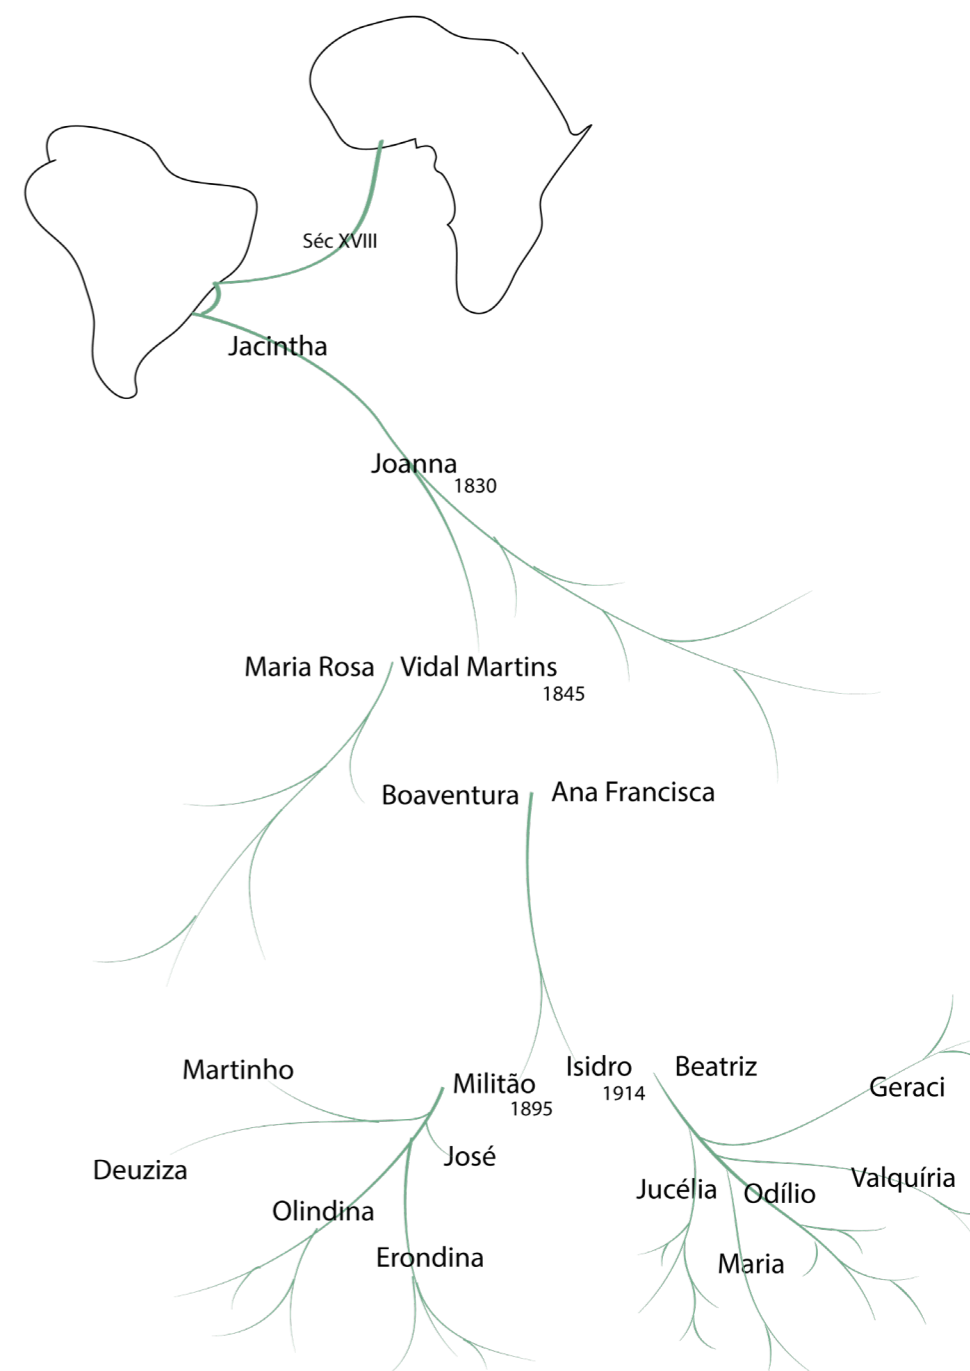 Séc XVIII
Jacintha
Joanna
1830
Maria Rosa
Vidal Martins
1845
Boaventura
Ana Francisca
Martinho
Militão
1895
Isidro
1914
Beatriz
Geraci
Deuziza
José
Jucélia
Odílio
Valquíria
Olindina
Erondina
Maria